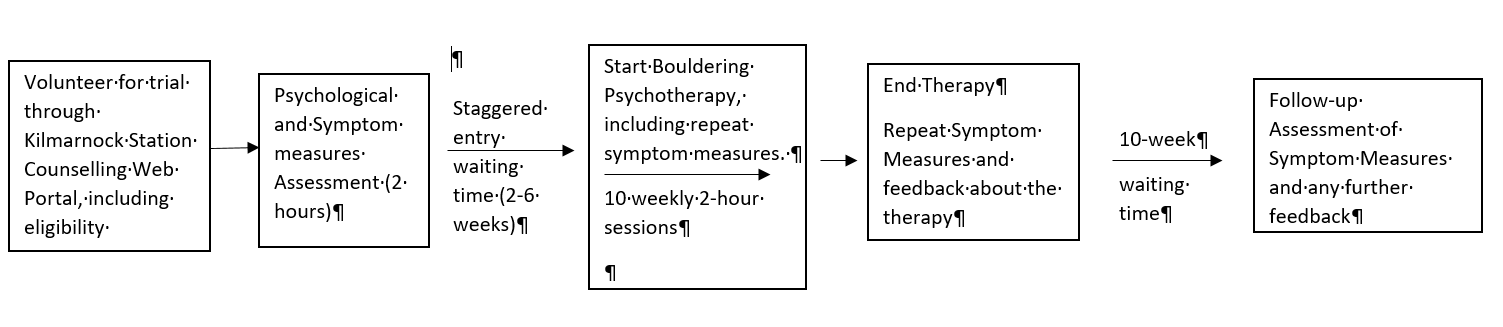 Volunteer·for·trial·
through·
Kilmarnock·Station·
Counselling·Web·
Portal,·including·
eligibility·
Psychological·
and·Symptom·
measures·
Assessment·(2·
hours)¶
¶
Staggered·
entry·
waiting·
time·(2-6·
weeks)¶
Start·Bouldering·
Psychotherapy,·
including·repeat·
symptom·measures.·¶
10·weekly·2-hour·
sessions¶
¶
End·Therapy¶
Repeat·Symptom·
Measures·and·
feedback·about·the·
therapy¶
10-week¶
waiting·
time¶
Follow-up·
Assessment·of·
Symptom·Measures·
and·any·further·
feedback¶